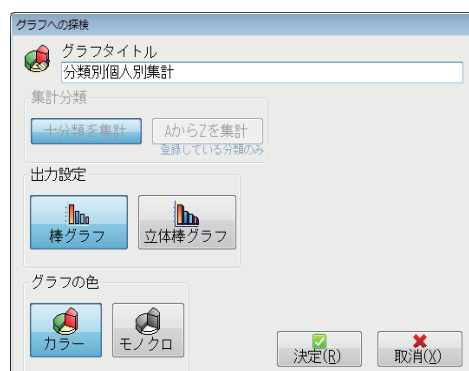 グラフへの探検
グラフタイトル
分類別個人別集計
集計分類
十分類を集計
AからZを集計
登録している分類のみ
出力設定
棒グラフ
立体棒グラフ
グラフの色
カラー
モノクロ
決定(R)
取消(X)